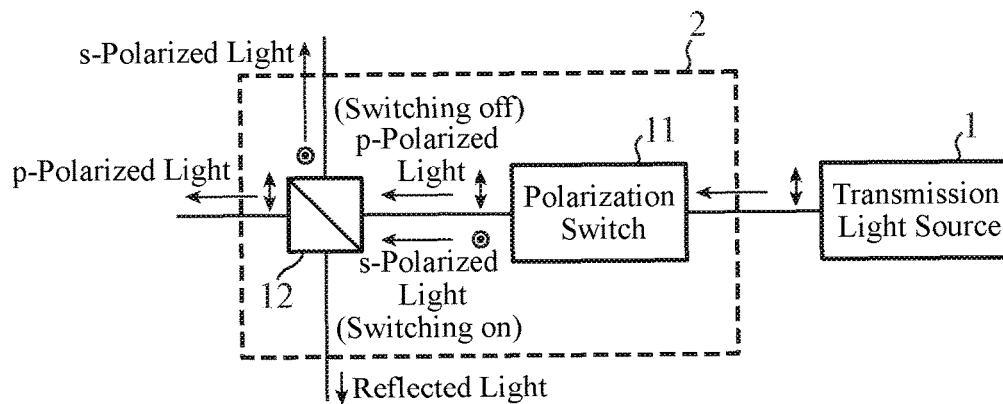 s-Polarized Light
2
(Switching off)
p-Polarized
Light
p-Polarized Light
11
1
Polarization
Switch
Transmission
Light Source
12
s-Polarized
Light
(Switching on)
Reflected Light